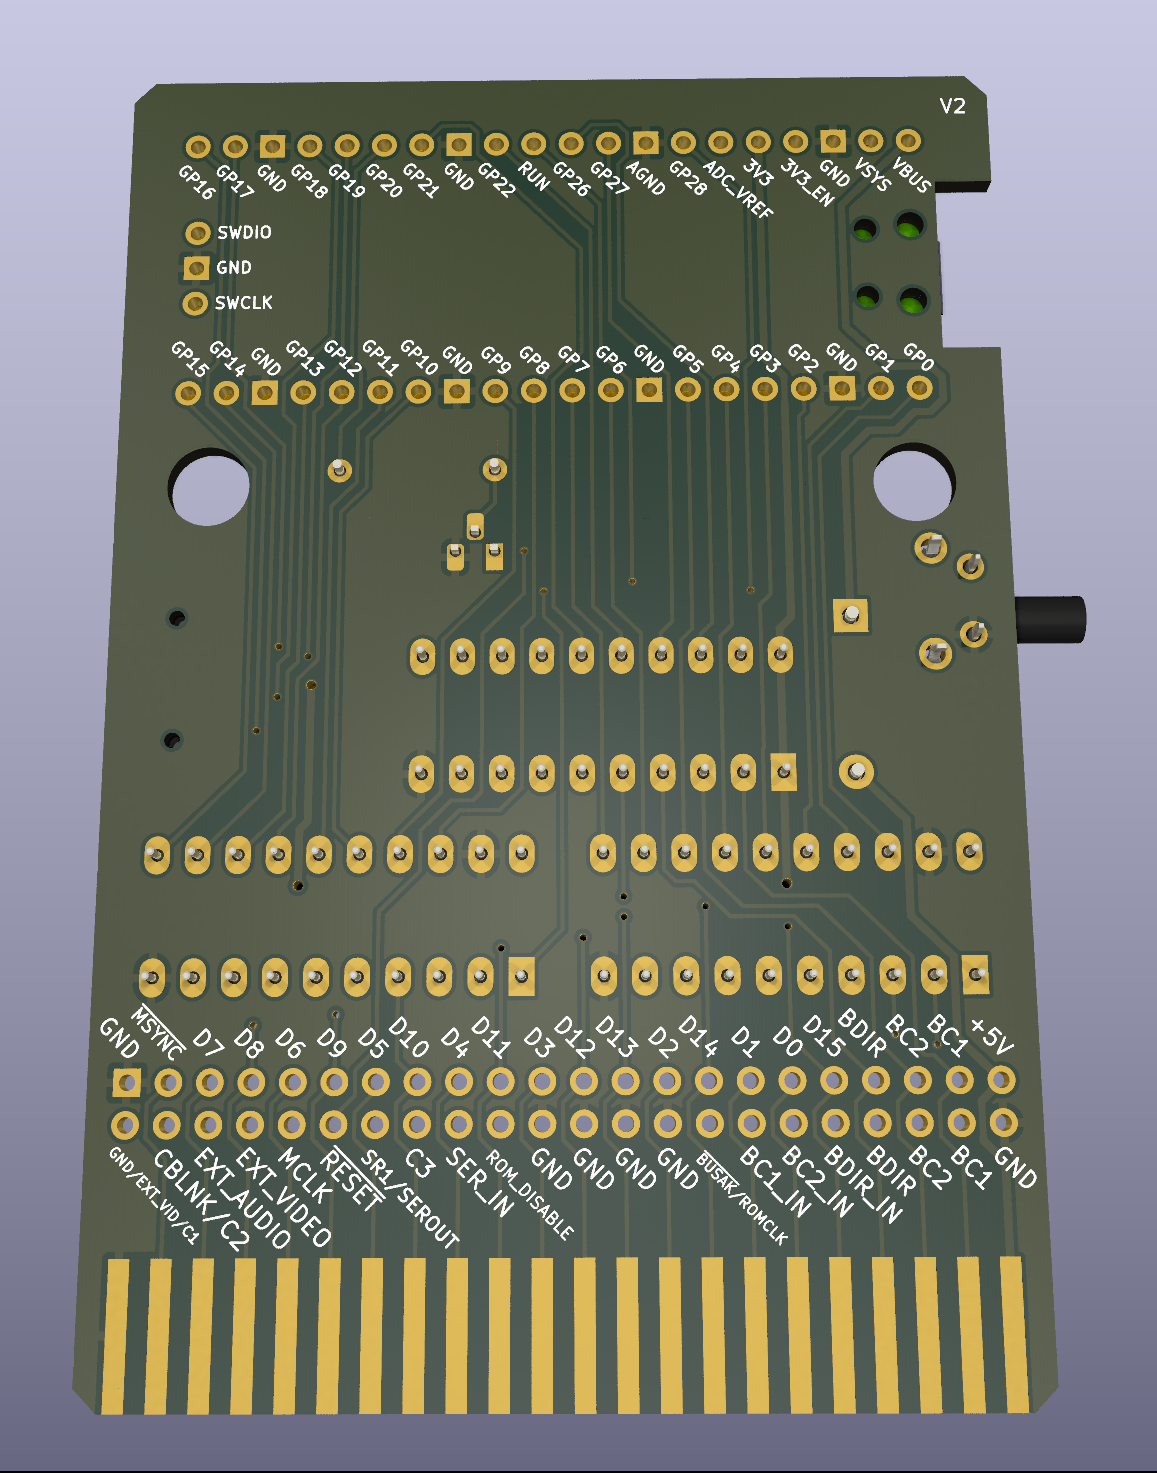 V2
GP16 GP17 GND GP18 GP19 GP20 GP21 GND GP22 RUN GP26 GP27 AGND GP28 ADC_VREF 3V3 3V3_EN GND VSYS VBUS
SWDIO
GND
SWCLK
GP15 GP14 GND GP13 GP12 GP11 GP10 GND GP9 GP8 GP7 GP6 GND GP5 GP4 GP3 GP2 GND GP1 GP0
GND MSYNC D7 D8 D6 D9 D5 D10 D4 D11 D3 D12 D13 D2 D14 D1 D0 D15 BDIR BC2 BC1 +5V
GND/EXT_VID/C1 CBLNK/C2 EXT_AUDIO EXT_VIDEO MCLK RESET SR1/SEROUT C3 SER_IN ROM_DISABLE GND GND GND GND BUSAK/ROMCLK BC1_IN BC2_IN BDIR_IN BDIR BC2 BC1 GND